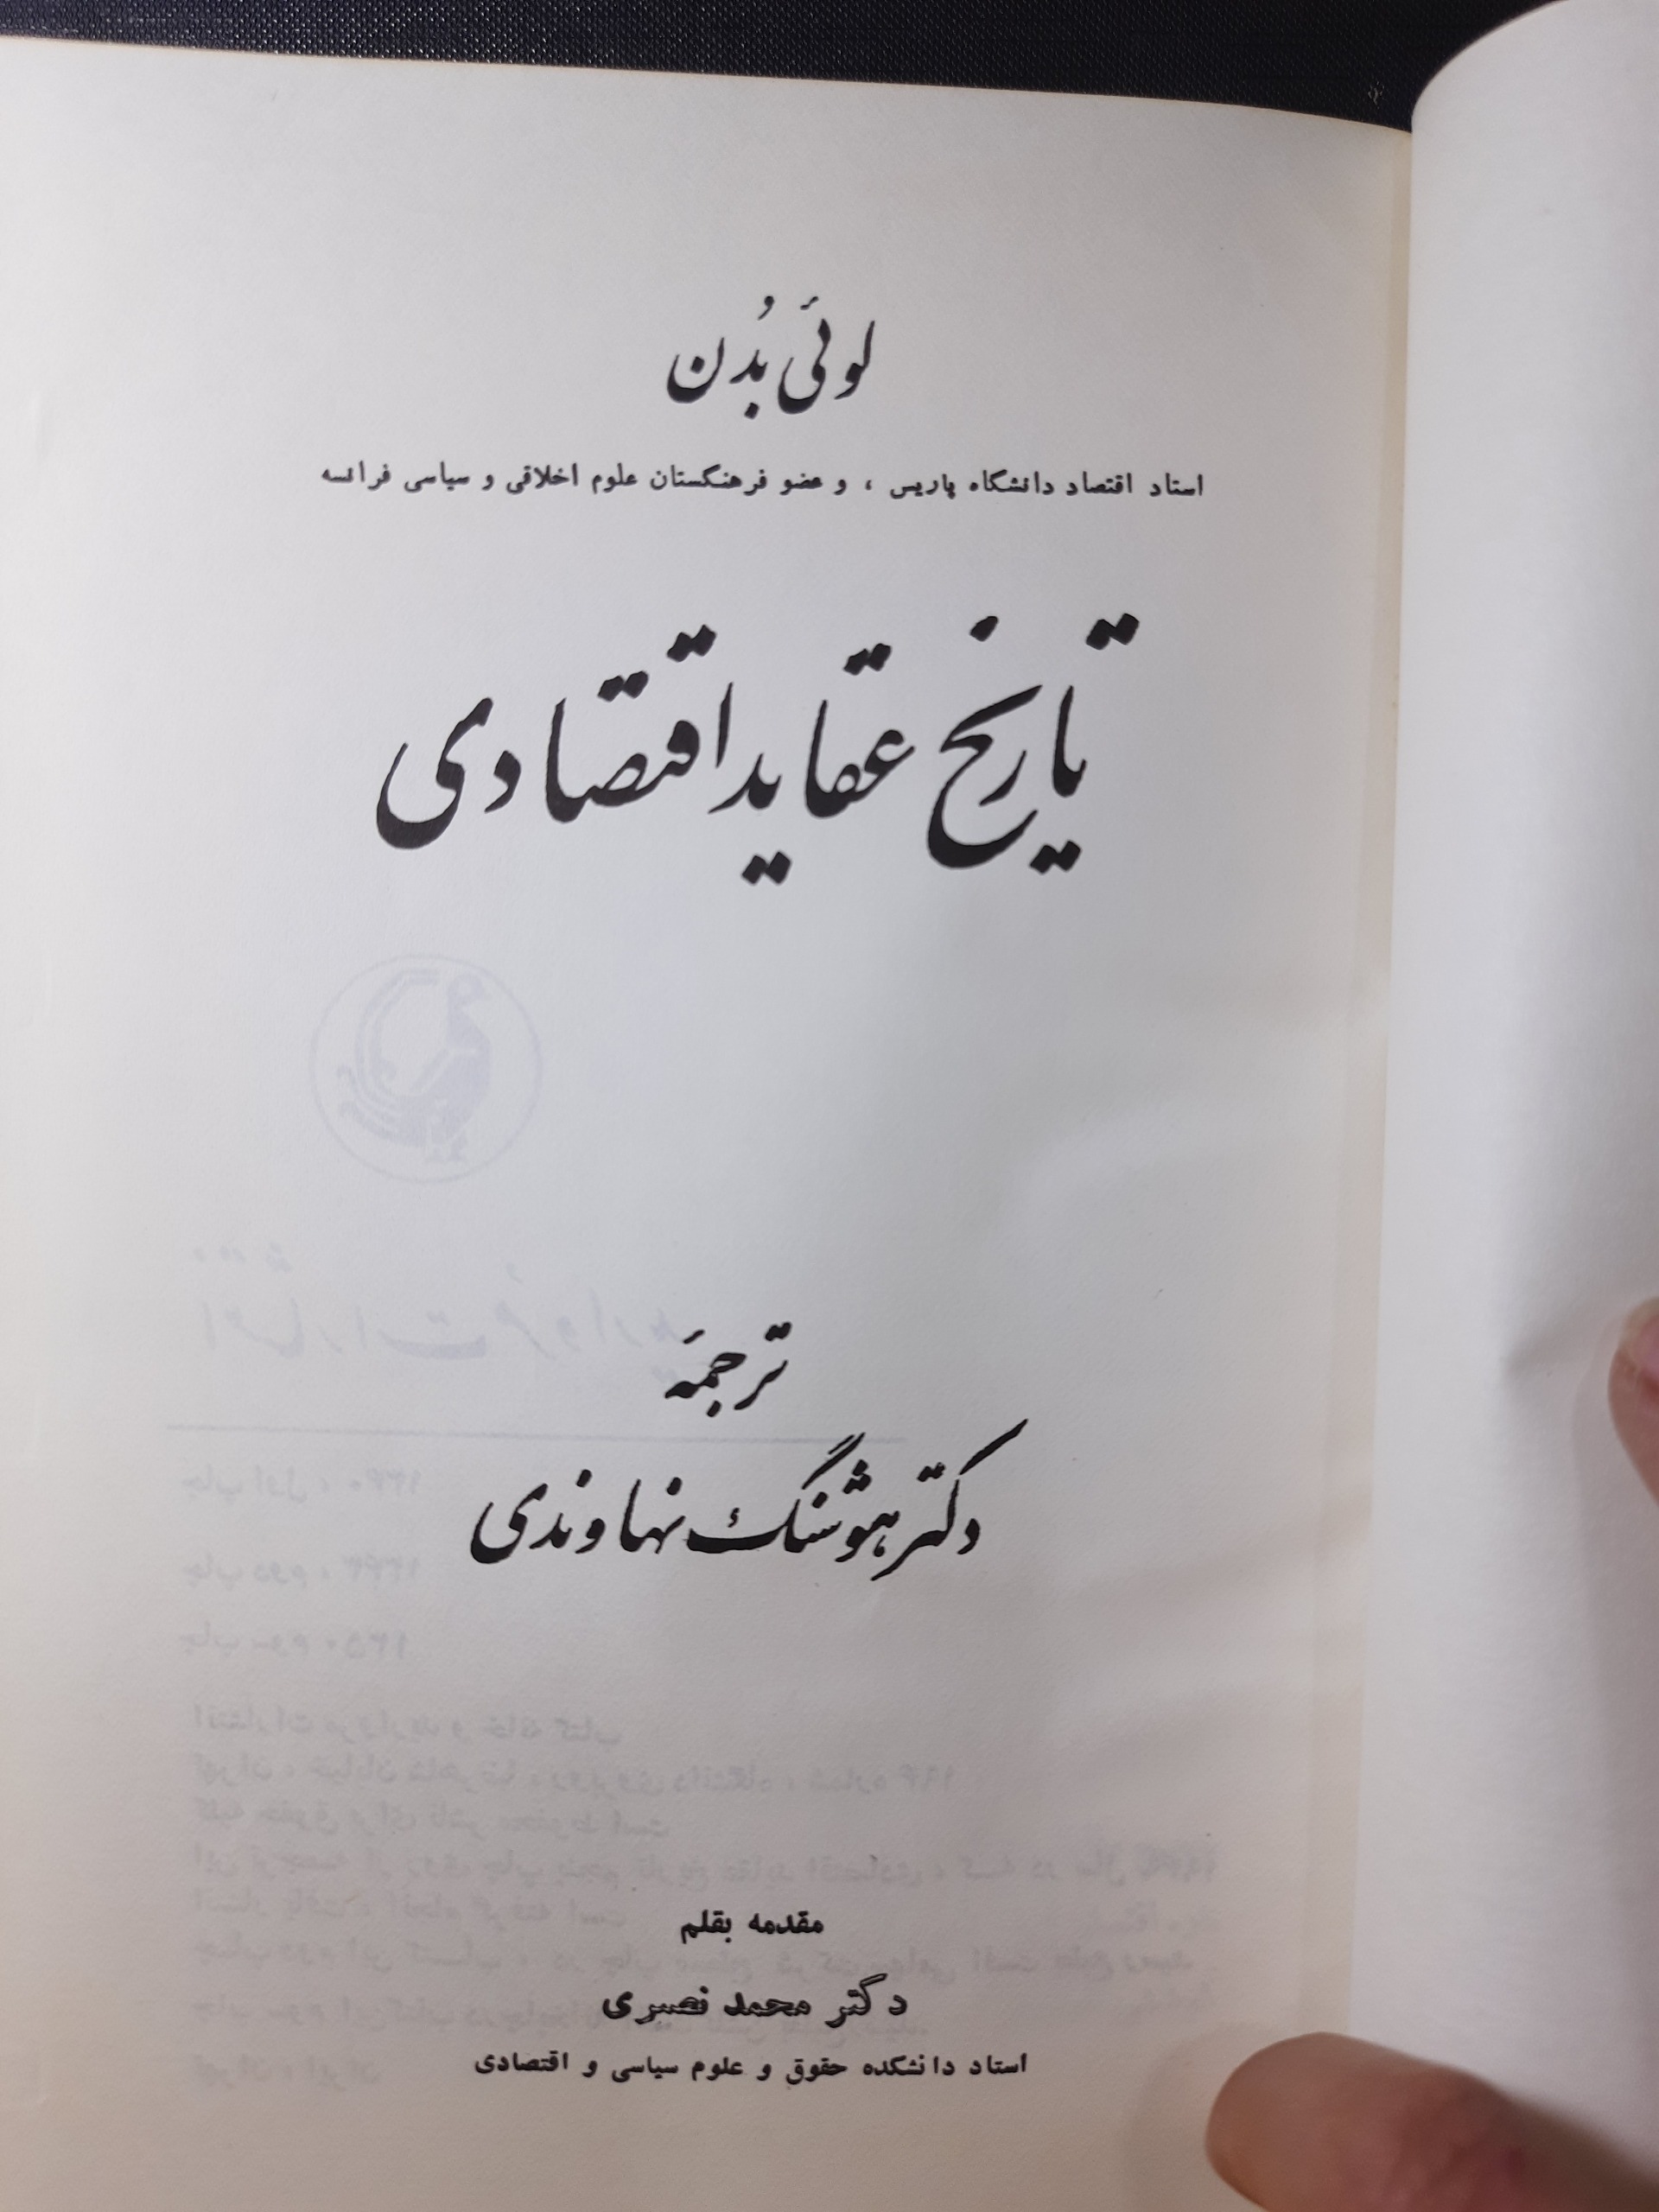 لوئی بُدن
استاد اقتصاد دانشگاه پاریس ، و عضو فرهنگستان علوم اخلاقی و سیاسی فرانسه
تاریخ عقاید اقتصادی
ترجمهٔ
دکتر هوشنگ نهاوندی
مقدمه بقلم
دکتر محمد نصیری
استاد دانشکده حقوق و علوم سیاسی و اقتصادی